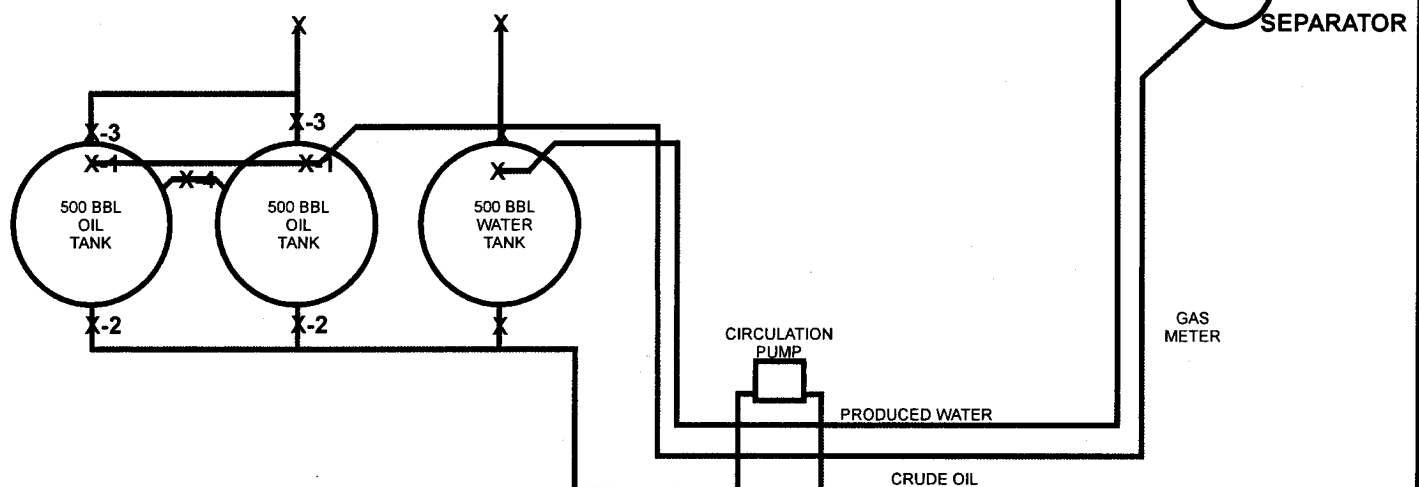 SEPARATOR
X
X
X-3
X-3
X
X-1
X-1
X
X-4
500 BBL
OIL
TANK
500 BBL
OIL
TANK
500 BBL
WATER
TANK
X-2
X-2
X
GAS
METER
CIRCULATION
PUMP
PRODUCED WATER
CRUDE OIL